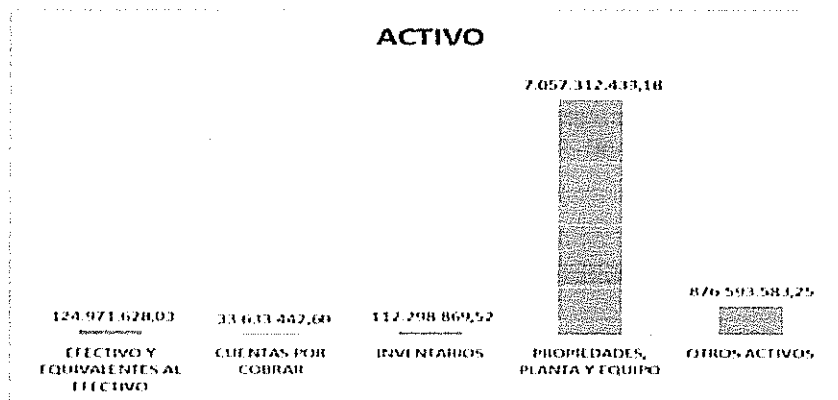 ACTIVO
7.057.312.433,18
876.593.583,25
124.971.628,03
33.633.442,60
112.298.869,52
EFECTIVO Y
EQUIVALENTES AL
EFECTIVO
CUENTAS POR
COBRAR
INVENTARIOS
PROPIEDADES,
PLANTA Y EQUIPO
OTROS ACTIVOS